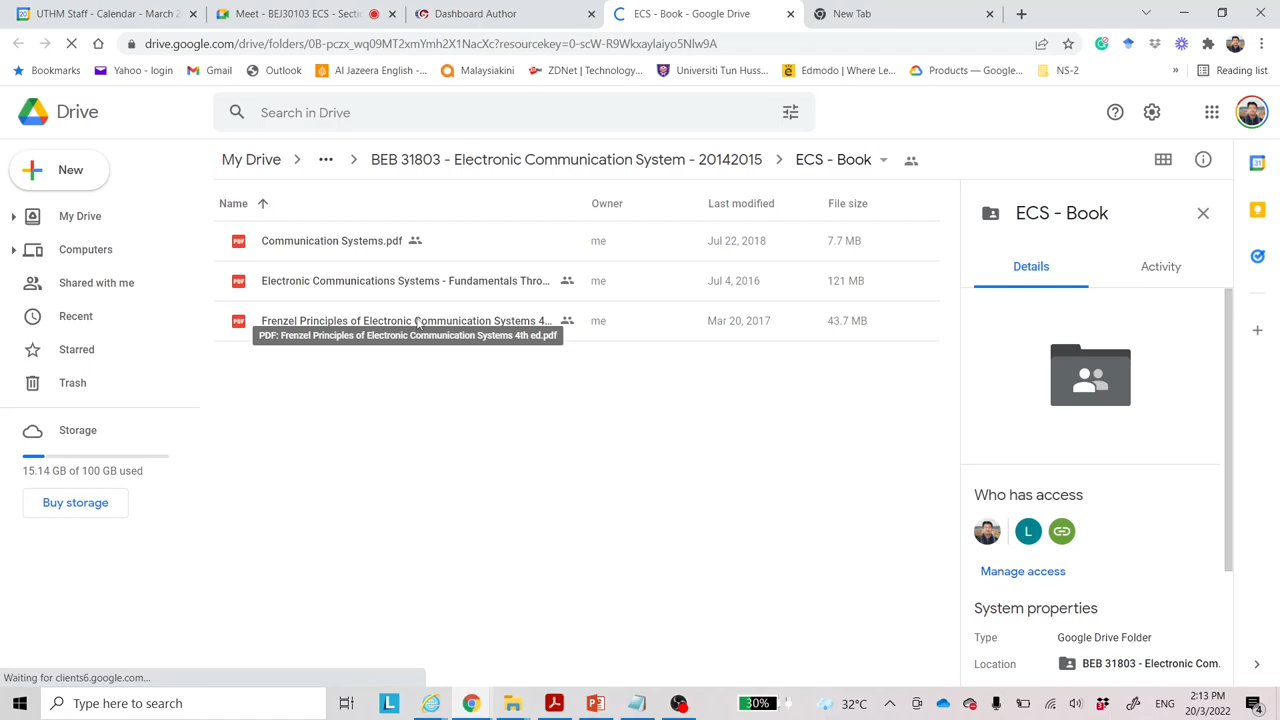 UTHM Staff - Calendar - March 2
Meet - BEJ30103 ECS - Sectio
Dashboard Author
ECS - Book - Google Drive
New Tab
drive.google.com/drive/folders/0B-pczx_wq09MT2xmYmh2X1NacXc?resourcekey=0-scW-R9Wkxaylaiyo5Nlw9A
Bookmarks
Yahoo - login
Gmail
Outlook
Al Jazeera English -...
Malaysiakini
ZDNet | Technology...
Universiti Tun Huss...
Edmodo | Where Le...
Products — Google...
NS-2
»
Reading list
Drive
Search in Drive
New
My Drive
...
BEB 31803 - Electronic Communication System - 20142015
ECS - Book
My Drive
Computers
Shared with me
Recent
Starred
Trash
Storage
15.14 GB of 100 GB used
Buy storage
Name
Owner
Last modified
File size
Communication Systems.pdf
me
Jul 22, 2018
7.7 MB
Electronic Communications Systems - Fundamentals Thro...
me
Jul 4, 2016
121 MB
Frenzel Principles of Electronic Communication Systems 4...
me
Mar 20, 2017
43.7 MB
PDF: Frenzel Principles of Electronic Communication Systems 4th ed.pdf
ECS - Book
Details
Activity
Who has access
L
Manage access
System properties
Type
Google Drive Folder
Location
BEB 31803 - Electronic Com.
Waiting for clients6.google.com...
Type here to search
30%
32°C
ENG
2:13 PM
20/3/2022
4